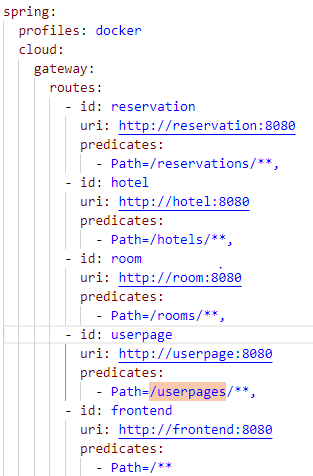 spring:
profiles: docker
cloud:
gateway:
routes:
- id: reservation
uri: http://reservation:8080
predicates:
- Path=/reservations/**,
- id: hotel
uri: http://hotel:8080
predicates:
- Path=/hotels/**,
- id: room
uri: http://room:8080
predicates:
- Path=/rooms/**,
- id: userpage
uri: http://userpage:8080
predicates:
- Path=/userpages/**,
- id: frontend
uri: http://frontend:8080
predicates:
- Path=/**